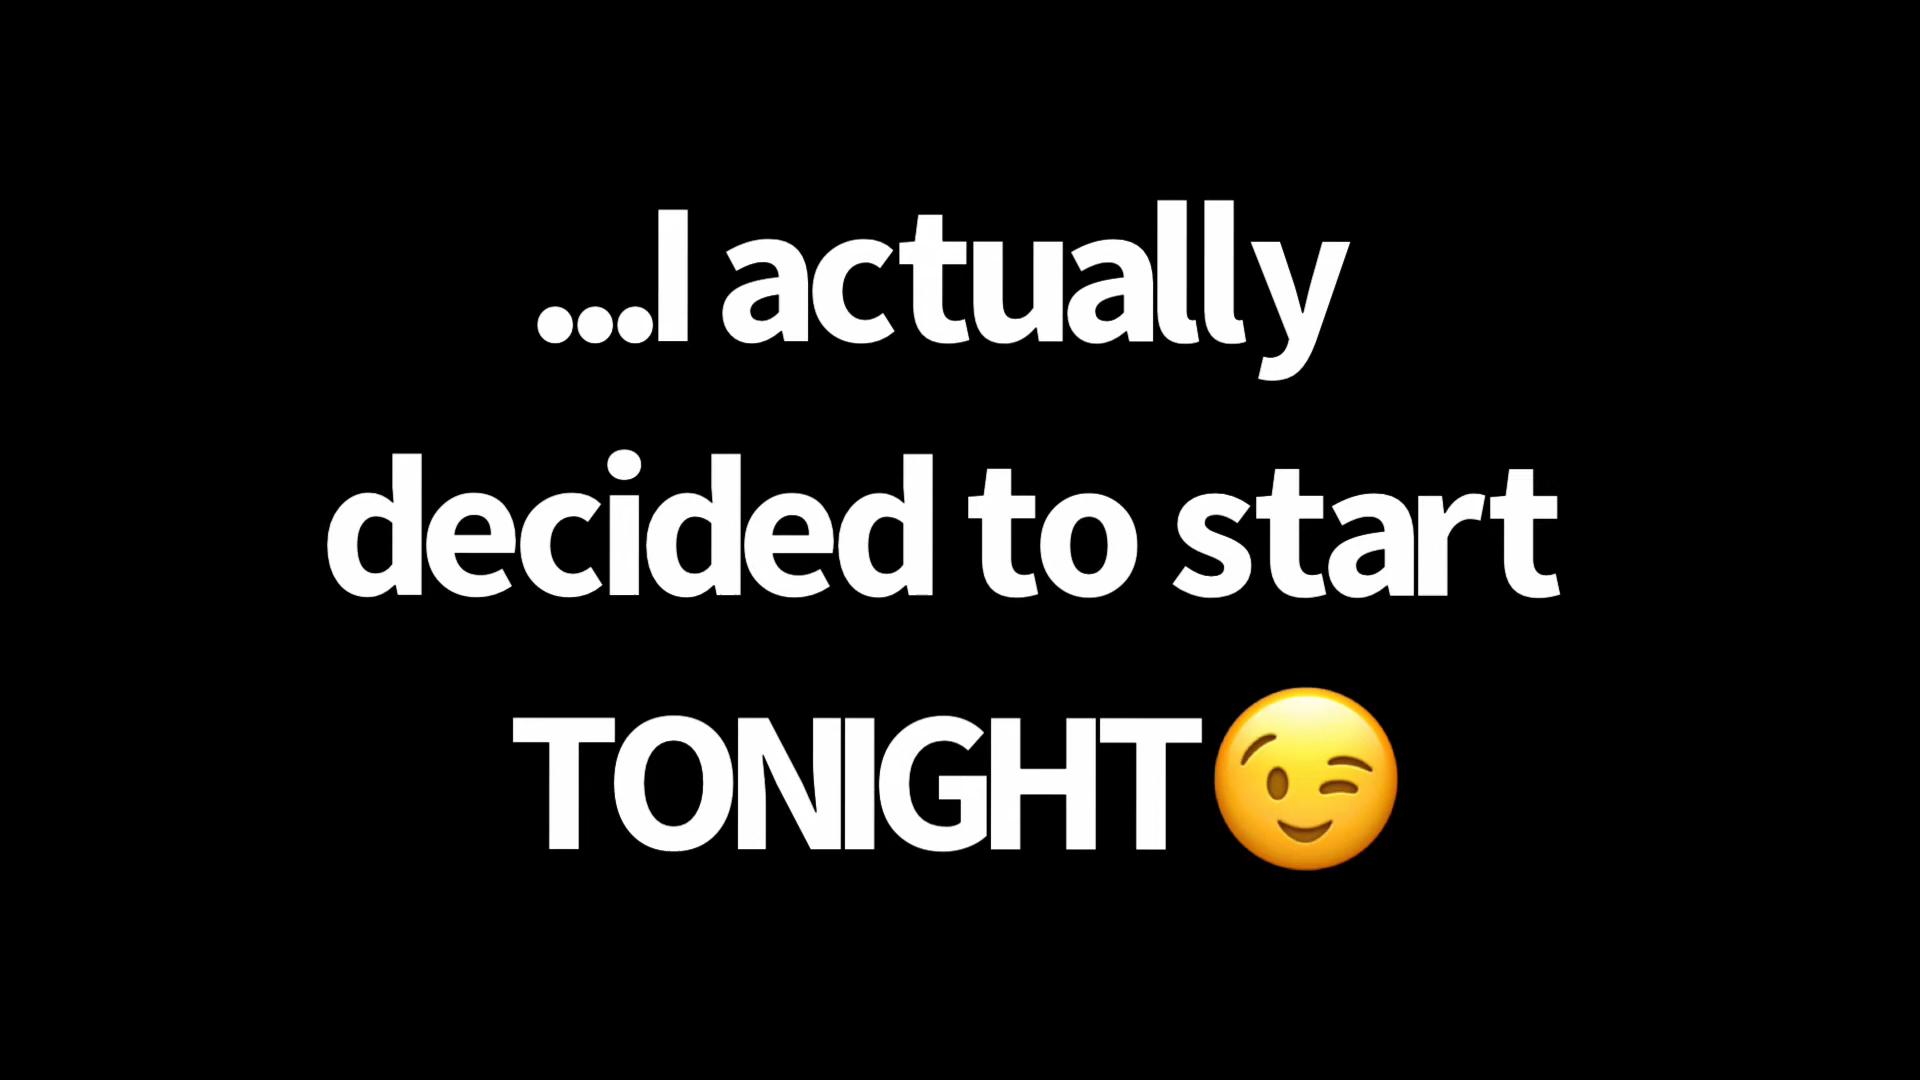 ...I actually
decided to start
TONIGHT😉